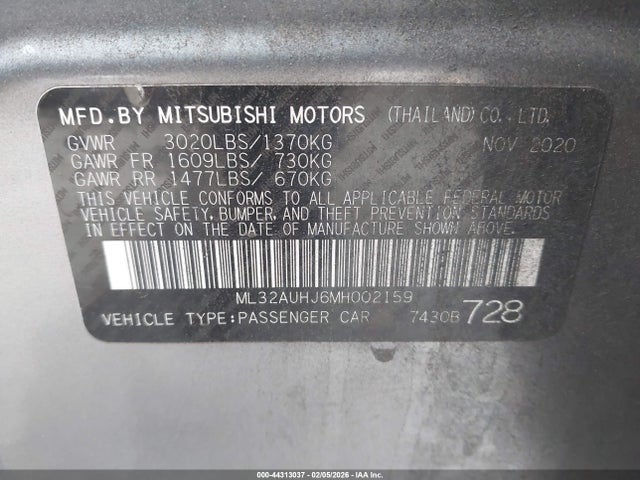 MFD.BY MITSUBISHI MOTORS (THAILAND) CO., LTD.
GVWR 3020LBS/1370KG NOV 2020
GAWR FR 1609LBS/ 730KG
GAWR RR 1477LBS/ 670KG
THIS VEHICLE CONFORMS TO ALL APPLICABLE FEDERAL MOTOR
VEHICLE SAFETY, BUMPER, AND THEFT PREVENTION STANDARDS
IN EFFECT ON THE DATE OF MANUFACTURE SHOWN ABOVE.
ML32AUHJ6MH002159
VEHICLE TYPE:PASSENGER CAR 7430B 728
000-44313037 - 02/05/2026 - IAA Inc.